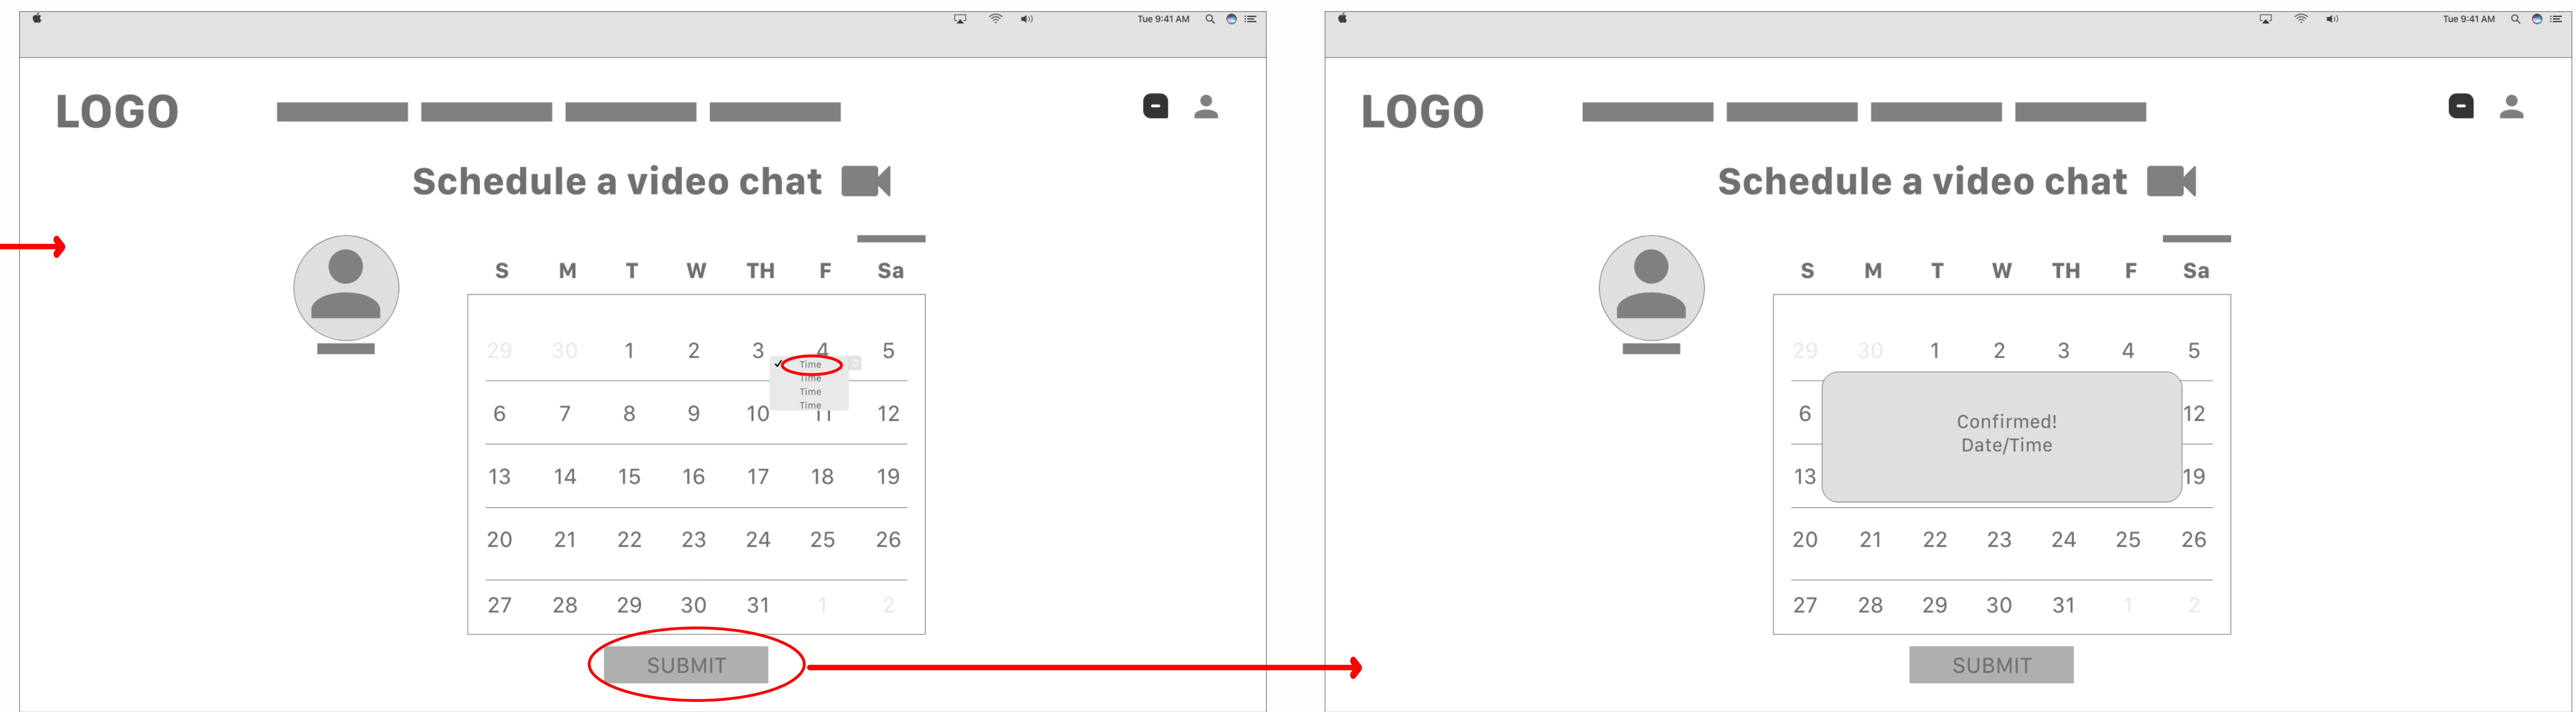 Tue 9:41 AM
LOGO
Schedule a video chat
S M T W TH F Sa
29 30 1 2 3 4 5
Time
Time
Time
Time
6 7 8 9 10 11 12
13 14 15 16 17 18 19
20 21 22 23 24 25 26
27 28 29 30 31 1 2
SUBMIT
Tue 9:41 AM
LOGO
Schedule a video chat
S M T W TH F Sa
29 30 1 2 3 4 5
6 12
Confirmed!
Date/Time
13 19
20 21 22 23 24 25 26
27 28 29 30 31 1 2
SUBMIT